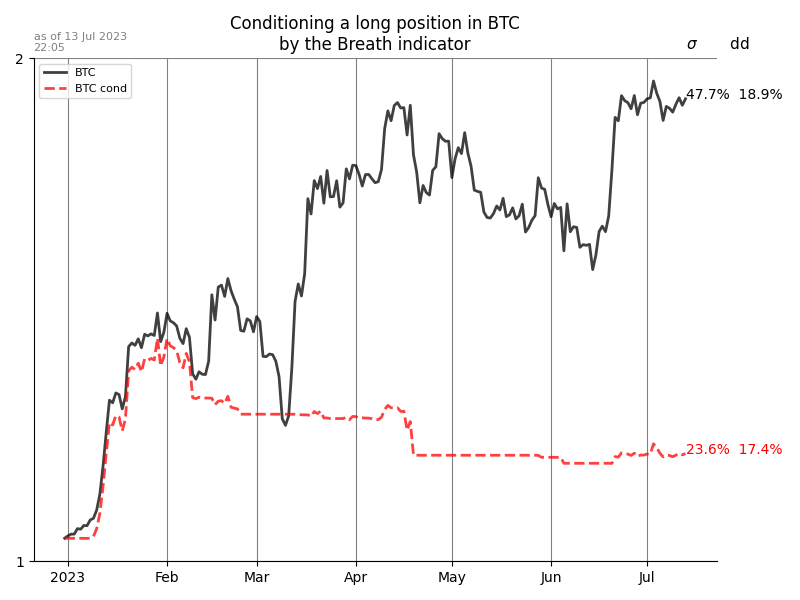 Conditioning a long position in BTC
by the Breath indicator
as of 13 Jul 2023
22:05
σ dd
2
BTC
BTC cond
47.7% 18.9%
23.6% 17.4%
1
2023 Feb Mar Apr May Jun Jul